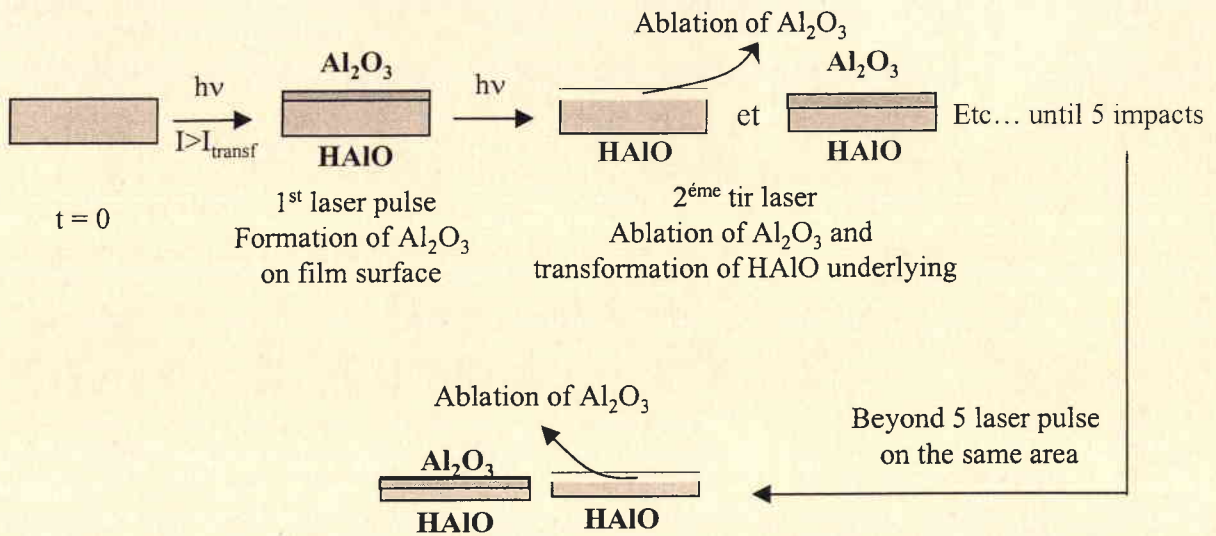 Ablation of Al₂O₃
Al₂O₃
Al₂O₃
hν
hν
I>I_transf
et
Etc... until 5 impacts
HAlO
HAlO
HAlO
t = 0
1st laser pulse
Formation of Al₂O₃
on film surface
2éme tir laser
Ablation of Al₂O₃ and
transformation of HAlO underlying
Ablation of Al₂O₃
Beyond 5 laser pulse
on the same area
Al₂O₃
HAlO
HAlO